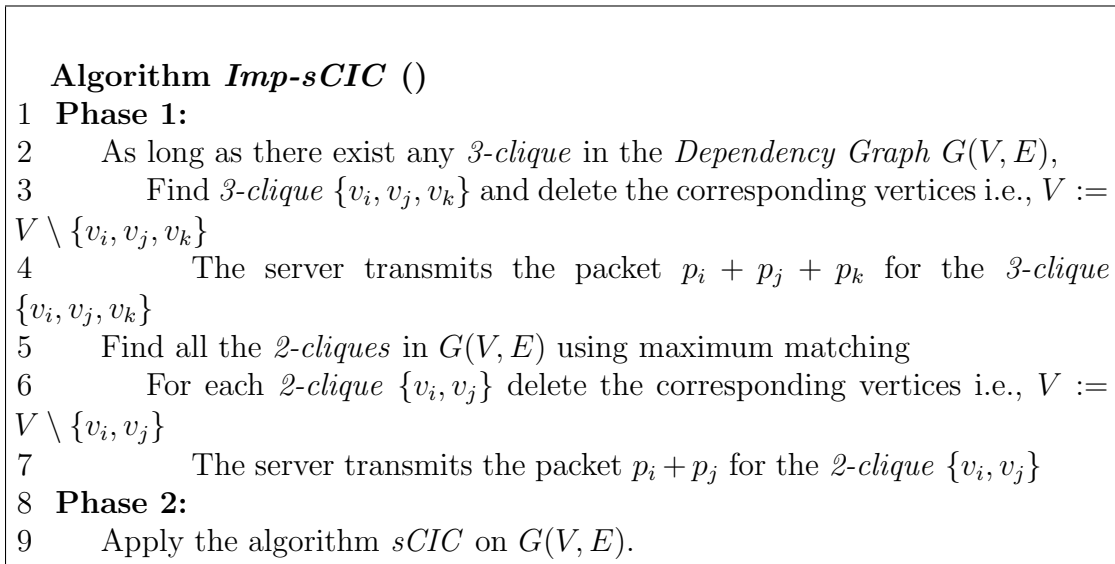 Algorithm Imp-sCIC ()
1 Phase 1:
2 As long as there exist any 3-clique in the Dependency Graph G(V, E),
3 Find 3-clique {v_i, v_j, v_k} and delete the corresponding vertices i.e., V :=
V \ {v_i, v_j, v_k}
4 The server transmits the packet p_i + p_j + p_k for the 3-clique
{v_i, v_j, v_k}
5 Find all the 2-cliques in G(V, E) using maximum matching
6 For each 2-clique {v_i, v_j} delete the corresponding vertices i.e., V :=
V \ {v_i, v_j}
7 The server transmits the packet p_i + p_j for the 2-clique {v_i, v_j}
8 Phase 2:
9 Apply the algorithm sCIC on G(V, E).